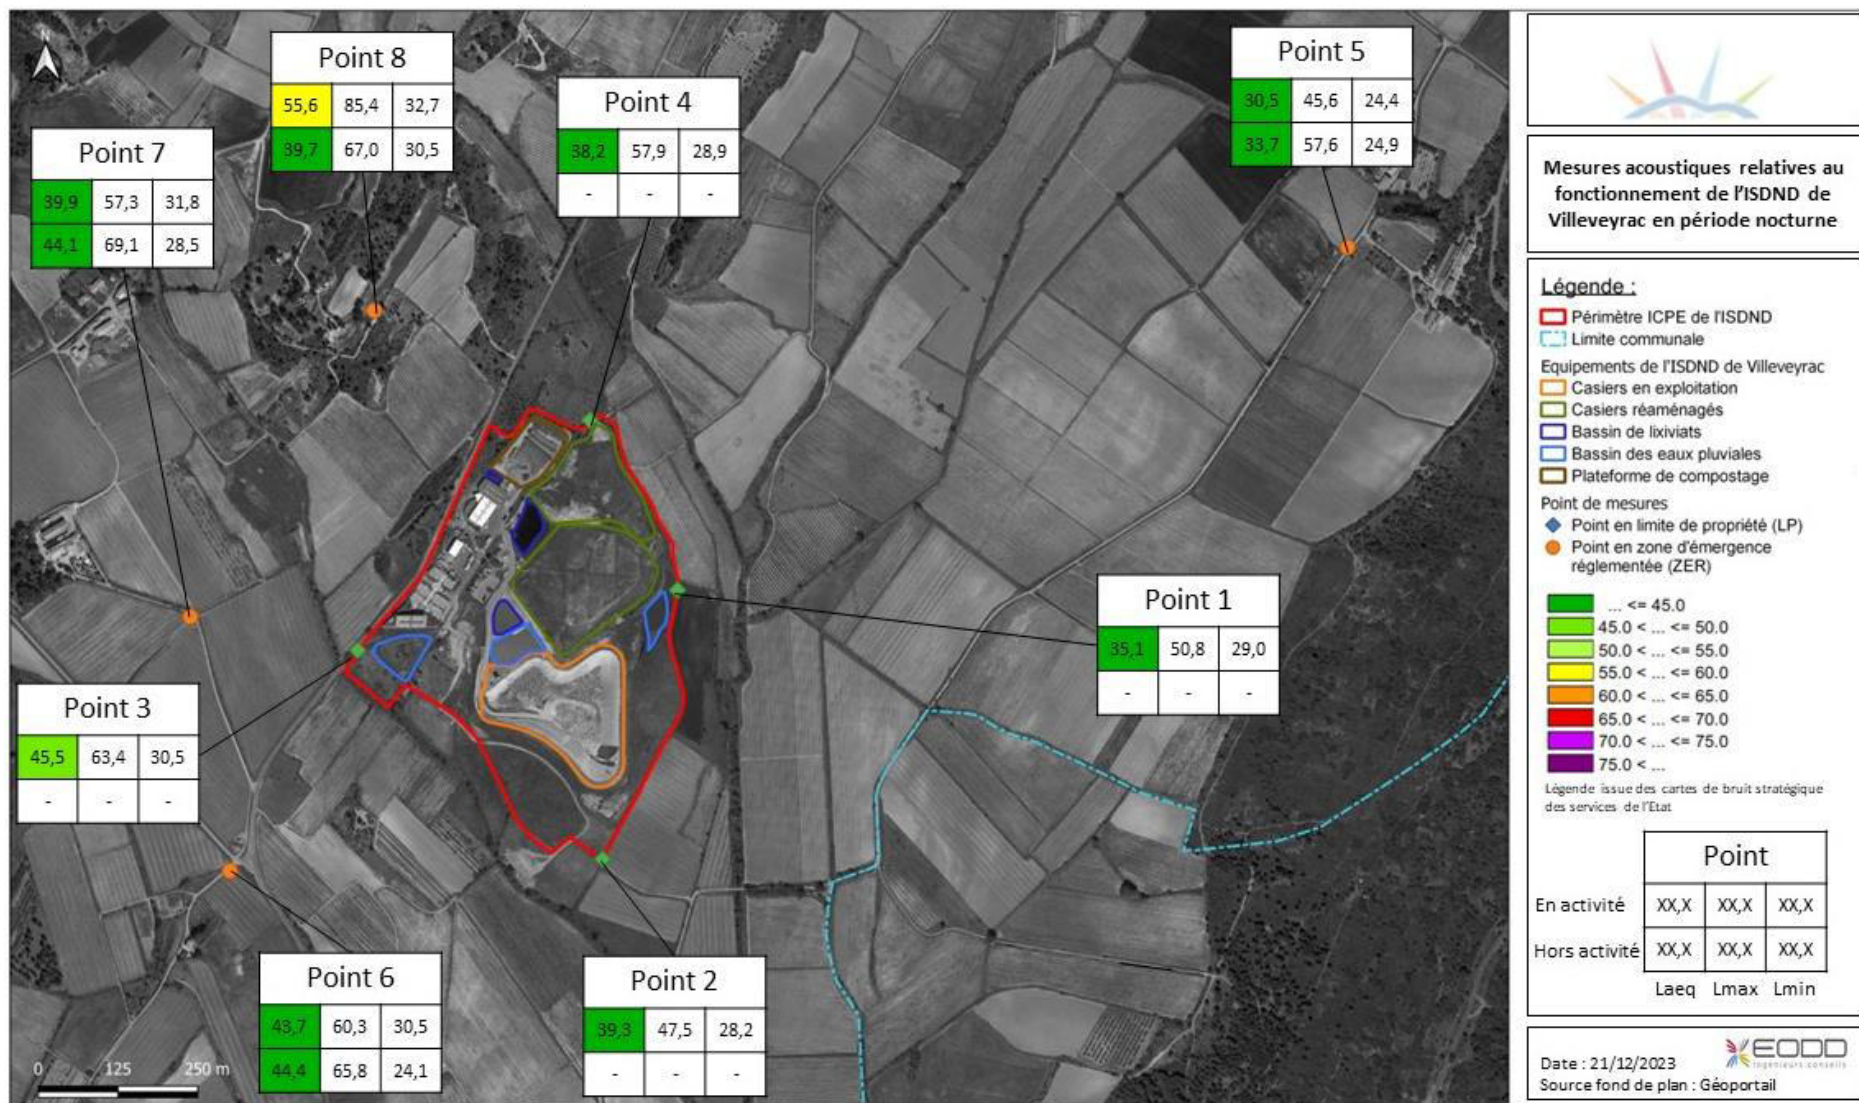 N
Point 8
55,6 85,4 32,7
39,7 67,0 30,5
Point 7
39,9 57,3 31,8
44,1 69,1 28,5
Point 4
38,2 57,9 28,9
- - -
Point 5
30,5 45,6 24,4
33,7 57,6 24,9
Point 1
35,1 50,8 29,0
- - -
Point 3
45,5 63,4 30,5
- - -
Point 6
43,7 60,3 30,5
44,4 65,8 24,1
Point 2
39,3 47,5 28,2
- - -
0 125 250 m
Mesures acoustiques relatives au
fonctionnement de l'ISDND de
Villeveyrac en période nocturne
Légende :
Périmètre ICPE de l'ISDND
Limite communale
Equipements de l'ISDND de Villeveyrac
Casiers en exploitation
Casiers réaménagés
Bassin de lixiviats
Bassin des eaux pluviales
Plateforme de compostage
Point de mesures
Point en limite de propriété (LP)
Point en zone d'émergence
réglementée (ZER)
... <= 45.0
45.0 < ... <= 50.0
50.0 < ... <= 55.0
55.0 < ... <= 60.0
60.0 < ... <= 65.0
65.0 < ... <= 70.0
70.0 < ... <= 75.0
75.0 < ...
Légende issue des cartes de bruit stratégique
des services de l'Etat
Point
En activité XX,X XX,X XX,X
Hors activité XX,X XX,X XX,X
Laeq Lmax Lmin
EODD
ingénieurs conseils
Date : 21/12/2023
Source fond de plan : Géoportail